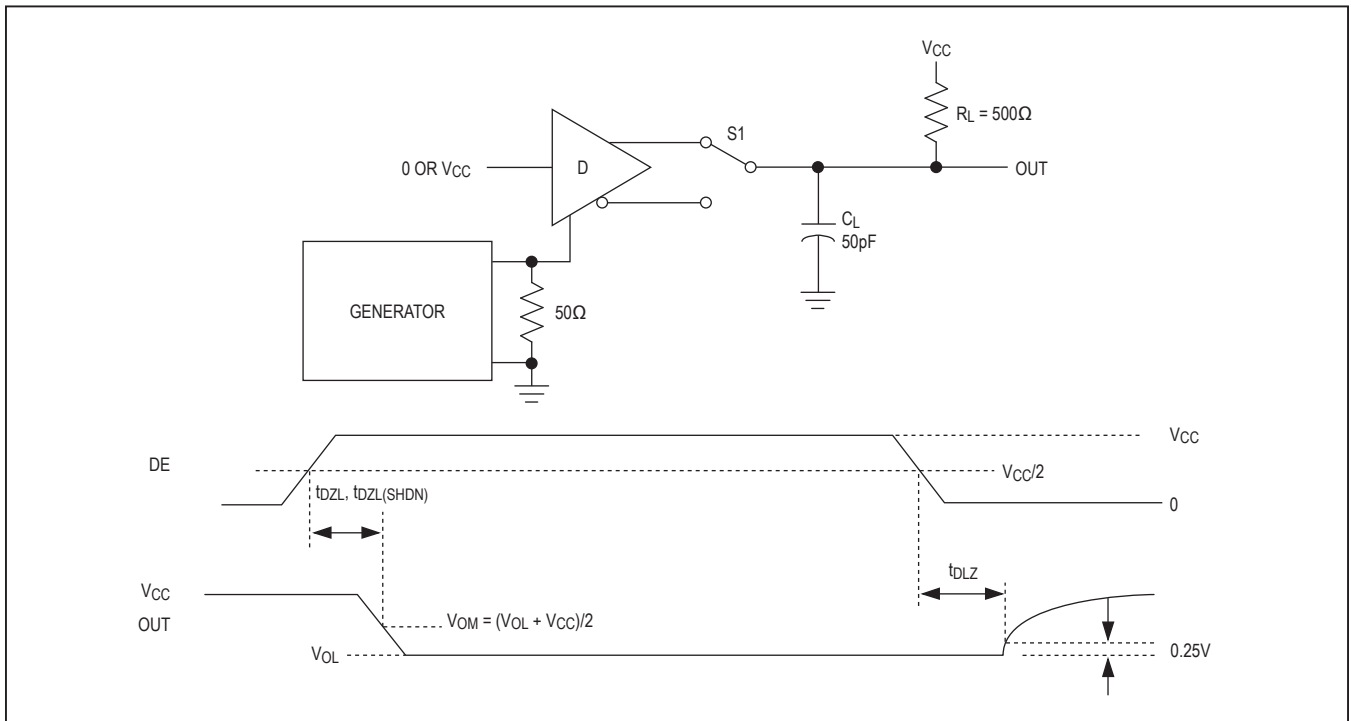 VCC
RL = 500Ω
S1
0 OR VCC
D
OUT
CL
50pF
GENERATOR
50Ω
VCC
DE
VCC/2
tDZL, tDZL(SHDN)
0
tDLZ
VCC
OUT
VOM = (VOL + VCC)/2
VOL
0.25V